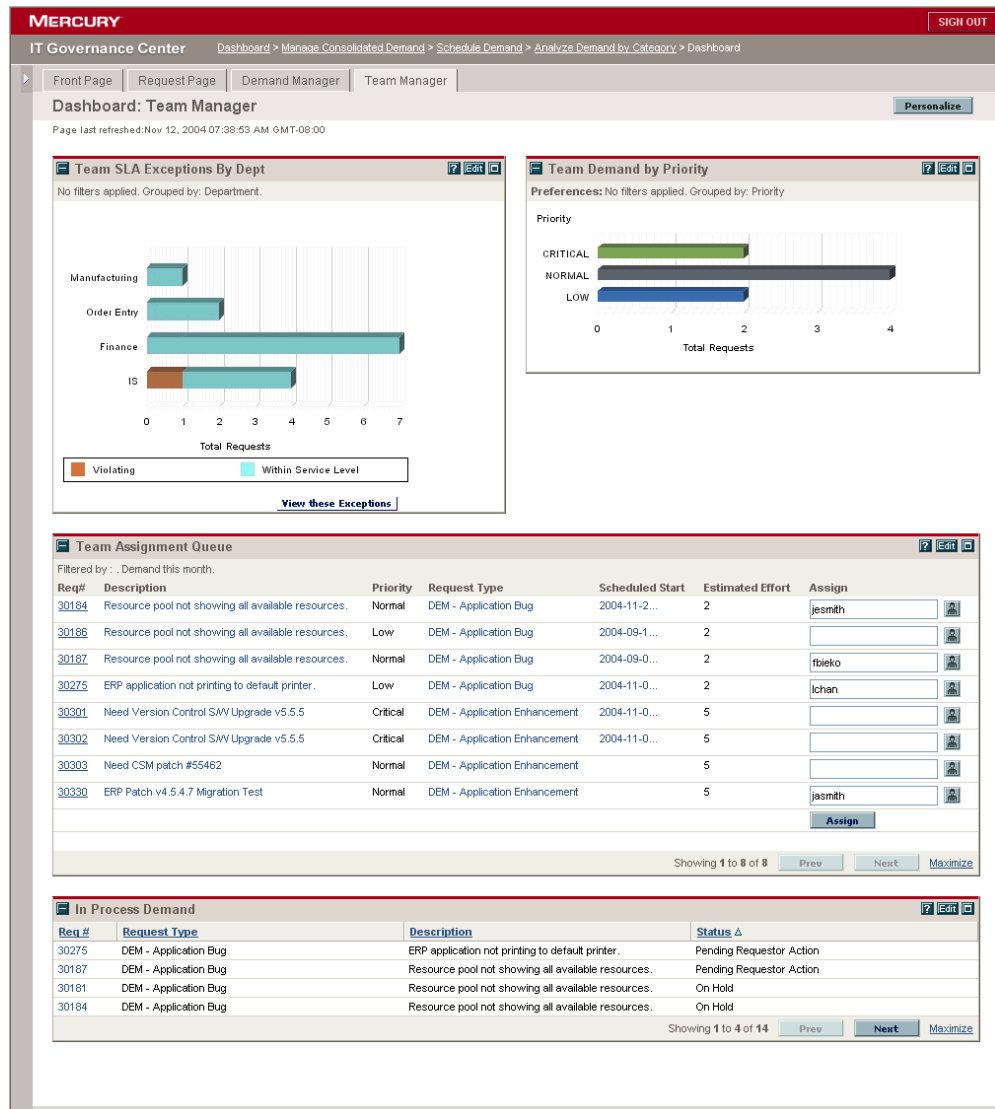 MERCURY
SIGN OUT
IT Governance Center
Dashboard > Manage Consolidated Demand > Schedule Demand > Analyze Demand by Category > Dashboard
Front Page Request Page Demand Manager Team Manager
Dashboard: Team Manager
Personalize
Page last refreshed:Nov 12, 2004 07:38:53 AM GMT-08:00
Team SLA Exceptions By Dept
? Edit
No filters applied. Grouped by: Department.
Manufacturing
Order Entry
Finance
IS
0 1 2 3 4 5 6 7
Total Requests
Violating Within Service Level
View these Exceptions
Team Demand by Priority
? Edit
Preferences: No filters applied. Grouped by: Priority
Priority
CRITICAL
NORMAL
LOW
0 1 2 3 4
Total Requests
Team Assignment Queue
? Edit
Filtered by : . Demand this month.
Req# Description Priority Request Type Scheduled Start Estimated Effort Assign
30184 Resource pool not showing all available resources. Normal DEM - Application Bug 2004-11-2... 2 jesmith
30186 Resource pool not showing all available resources. Low DEM - Application Bug 2004-09-1... 2
30187 Resource pool not showing all available resources. Normal DEM - Application Bug 2004-09-0... 2 fbieko
30275 ERP application not printing to default printer. Low DEM - Application Bug 2004-11-0... 2 lchan
30301 Need Version Control S/W Upgrade v5.5.5 Critical DEM - Application Enhancement 2004-11-0... 5
30302 Need Version Control S/W Upgrade v5.5.5 Critical DEM - Application Enhancement 2004-11-0... 5
30303 Need CSM patch #55462 Normal DEM - Application Enhancement 5
30330 ERP Patch v4.5.4.7 Migration Test Normal DEM - Application Enhancement 5 jasmith
Assign
Showing 1 to 8 of 8 Prev Next Maximize
In Process Demand
? Edit
Req # Request Type Description Status
30275 DEM - Application Bug ERP application not printing to default printer. Pending Requestor Action
30187 DEM - Application Bug Resource pool not showing all available resources. Pending Requestor Action
30181 DEM - Application Bug Resource pool not showing all available resources. On Hold
30184 DEM - Application Bug Resource pool not showing all available resources. On Hold
Showing 1 to 4 of 14 Prev Next Maximize